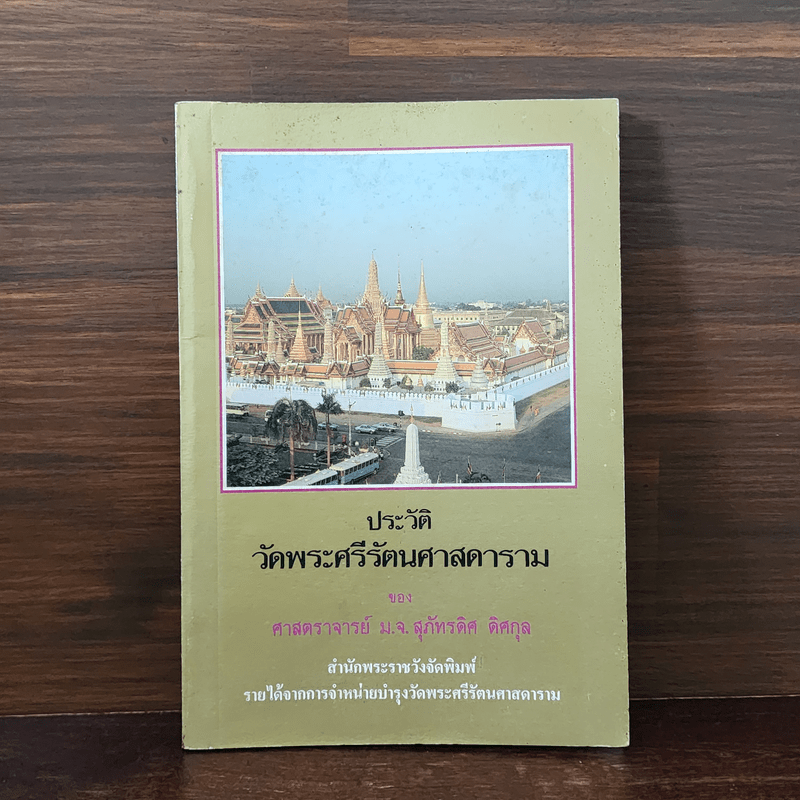 ประวัติ
วัดพระศรีรัตนศาสดาราม
ของ
ศาสตราจารย์ ม.จ. สุภัทรดิศ ดิศกุล
สำนักพระราชวังจัดพิมพ์
รายได้จากการจำหน่ายบำรุงวัดพระศรีรัตนศาสดาราม